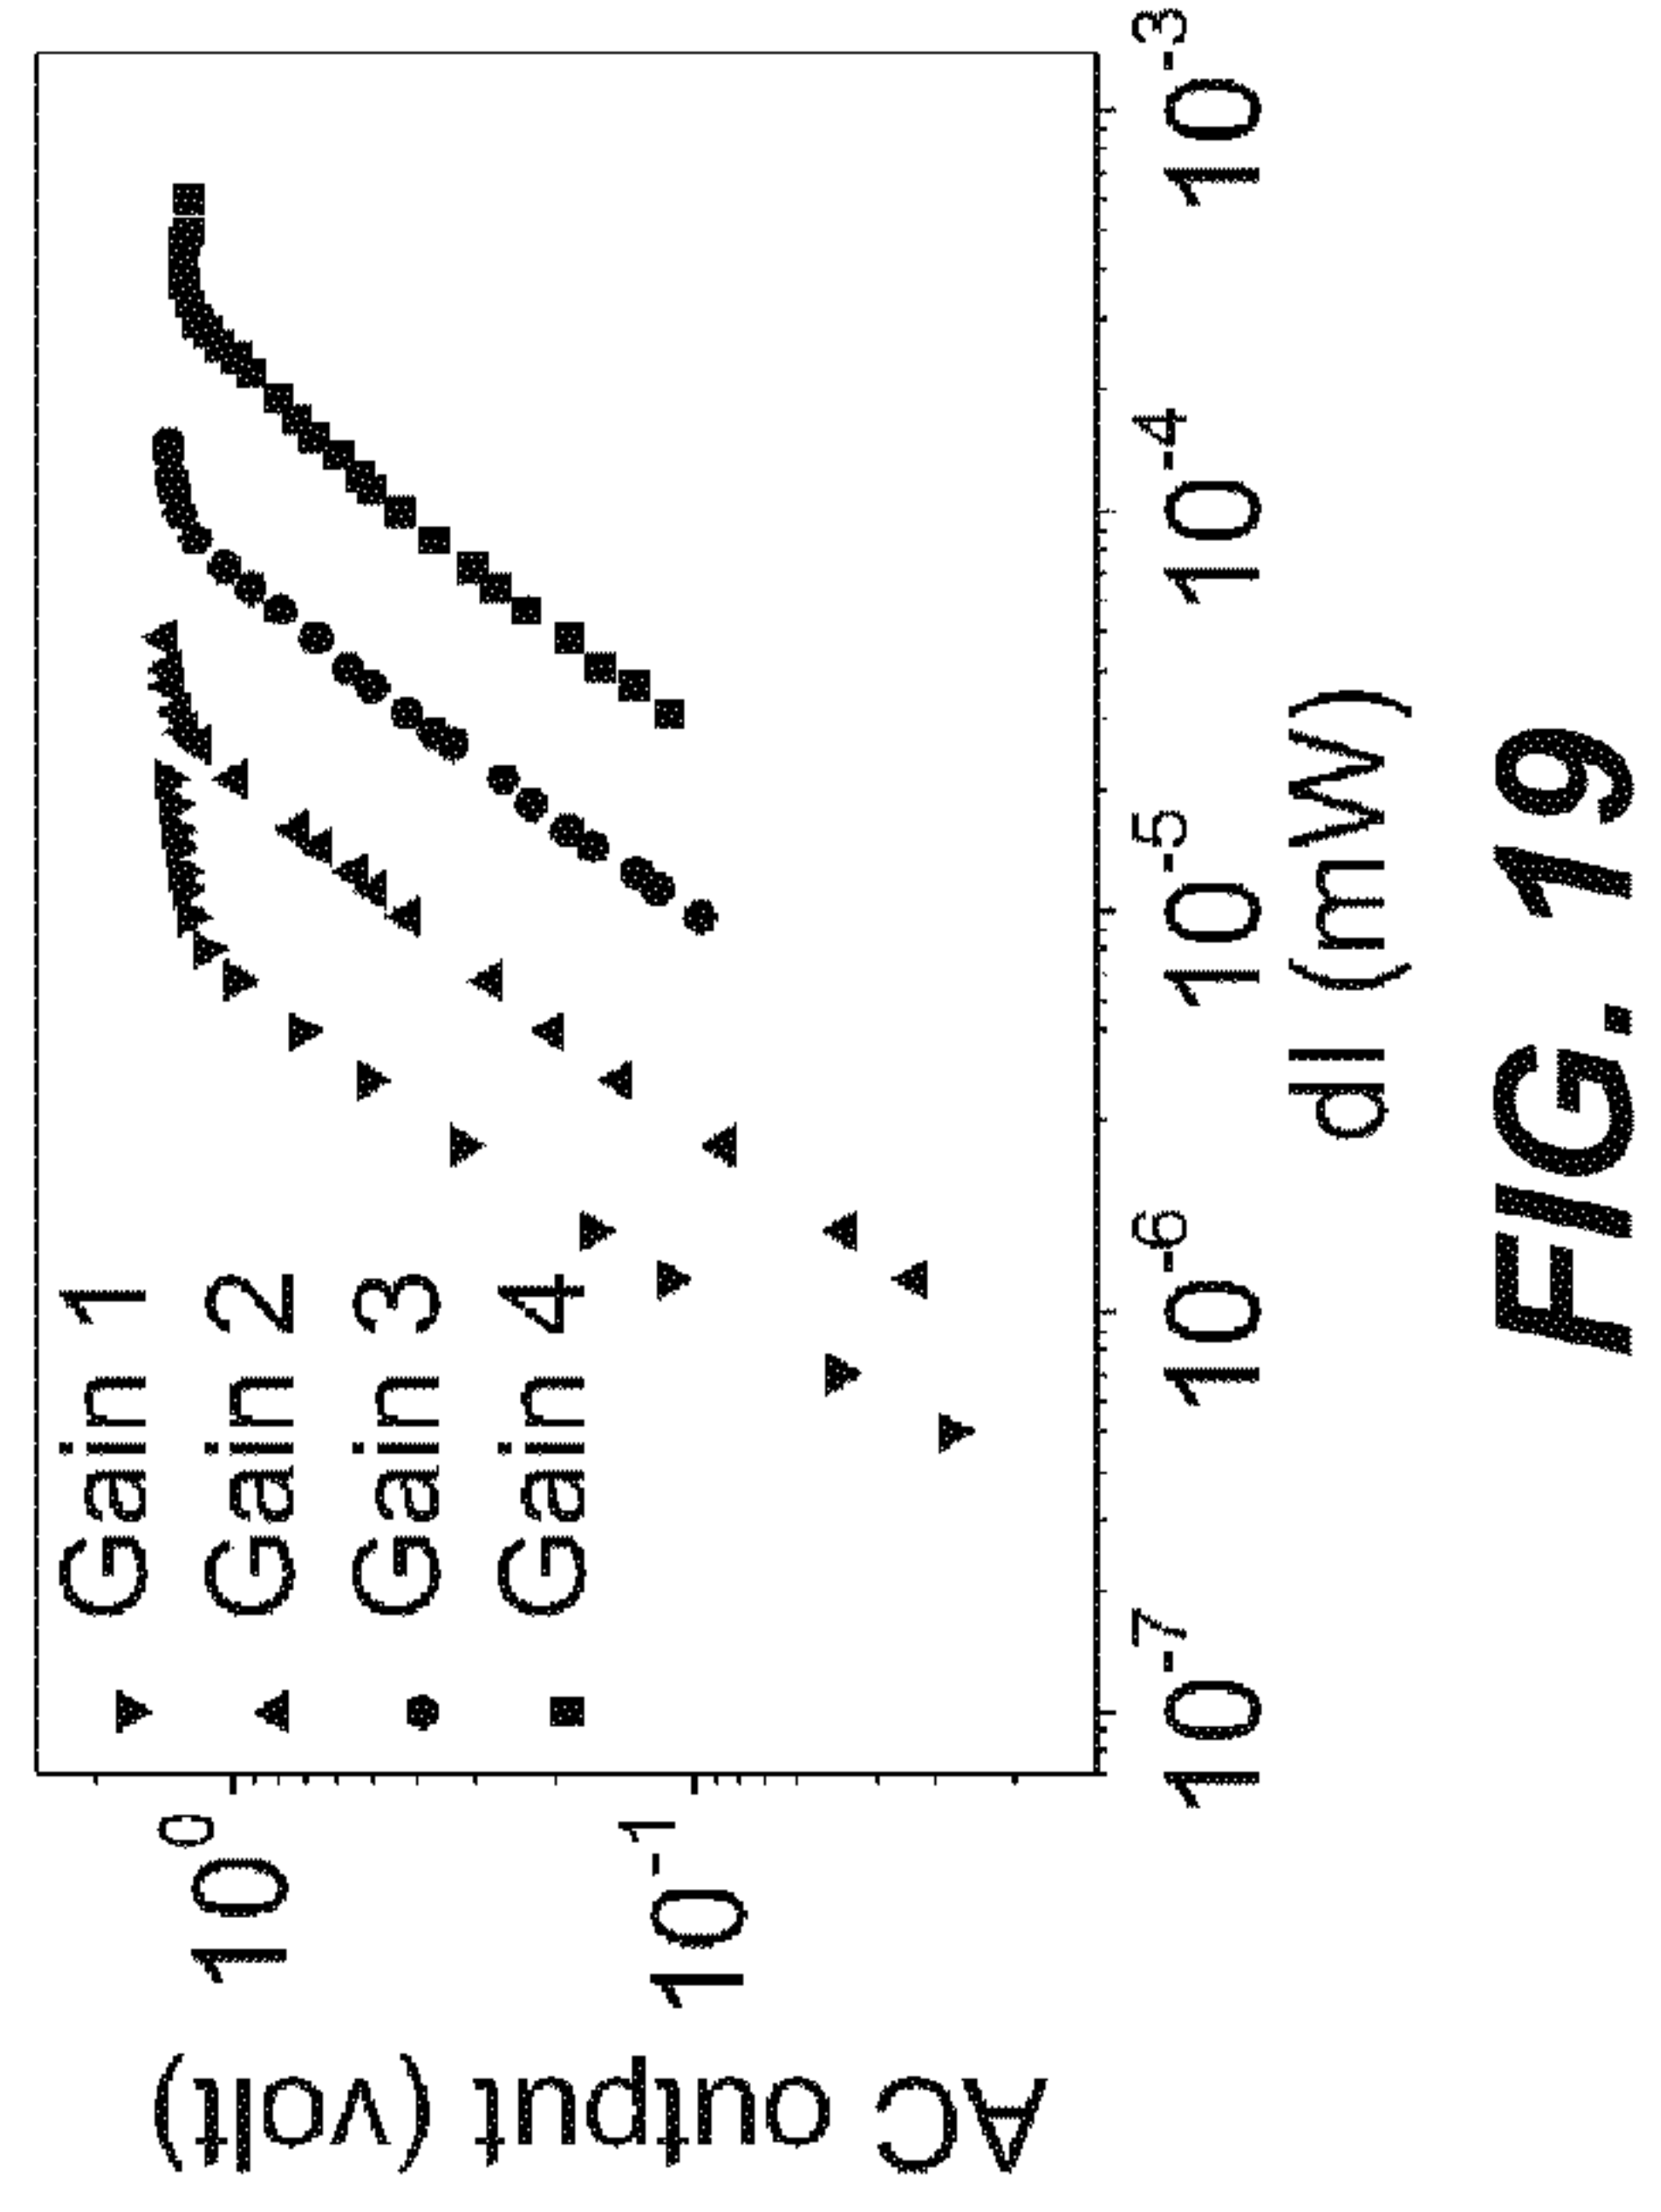 AC output (volt)
10^0
10^-1
Gain 1
Gain 2
Gain 3
Gain 4
10^-7
10^-6
10^-5
10^-4
10^-3
dI (mW)
FIG. 19